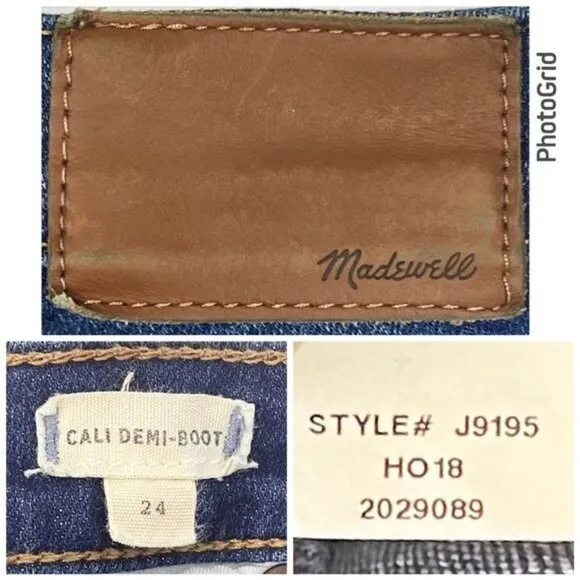 Madewell
PhotoGrid
CALI DEMI-BOOT
24
STYLE# J9195
HO18
2029089